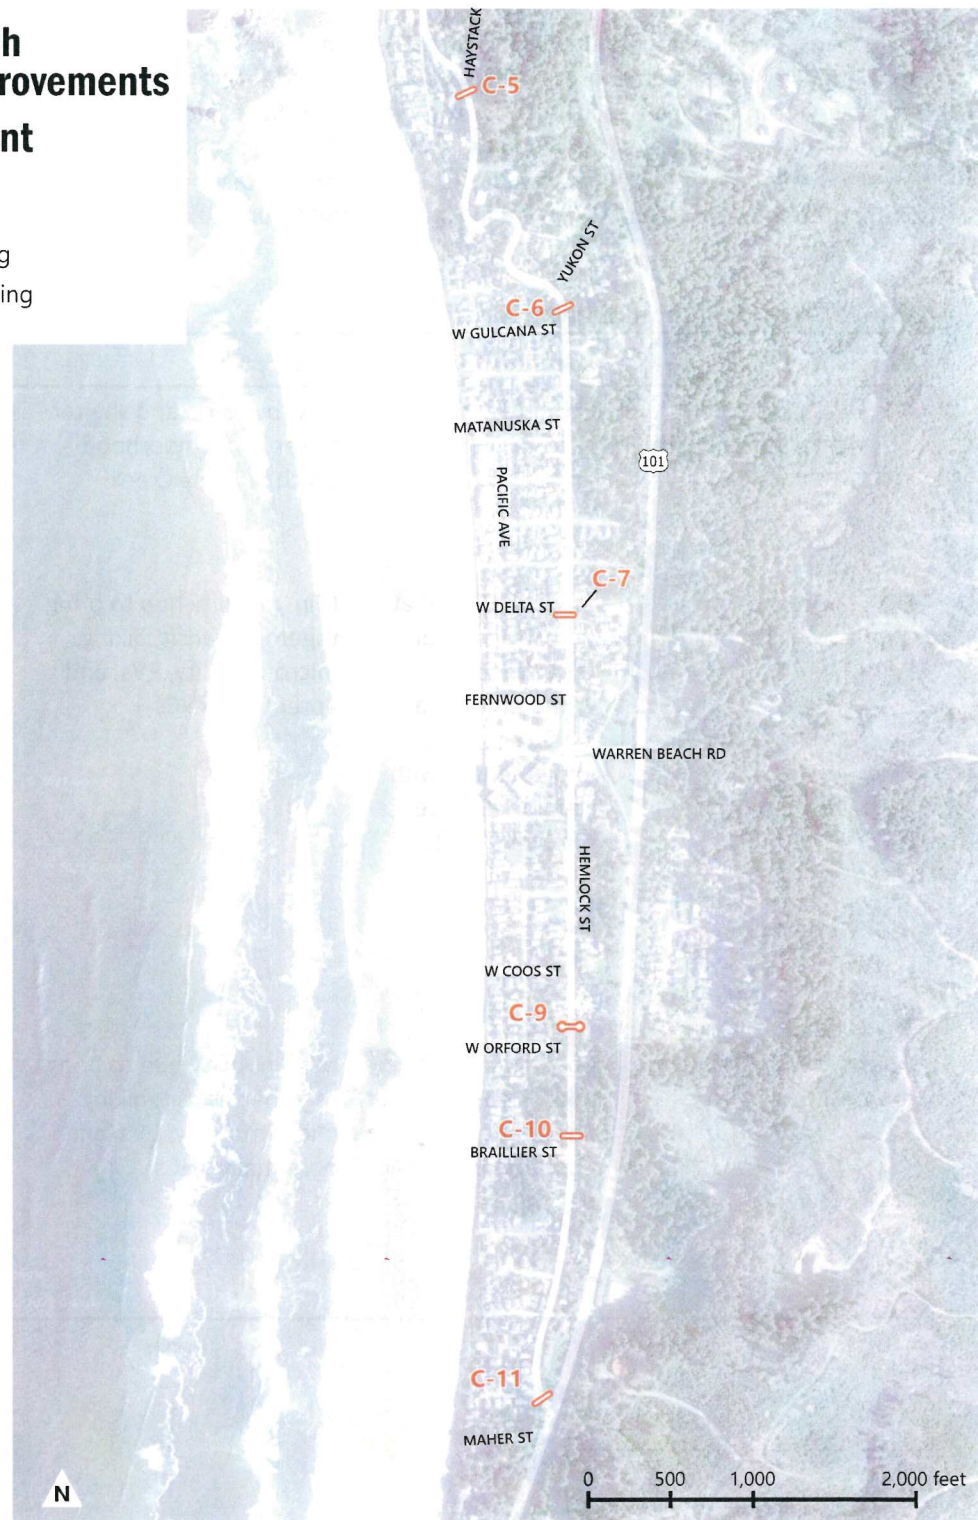 h
rovements
nt
g
ing
HAYSTACK
C-5
YUKON ST
C-6
W GULCANA ST
MATANUSKA ST
101
PACIFIC AVE
C-7
W DELTA ST
FERNWOOD ST
WARREN BEACH RD
HEMLOCK ST
W COOS ST
C-9
W ORFORD ST
C-10
BRAILLIER ST
C-11
MAHER ST
N
0 500 1,000 2,000 feet